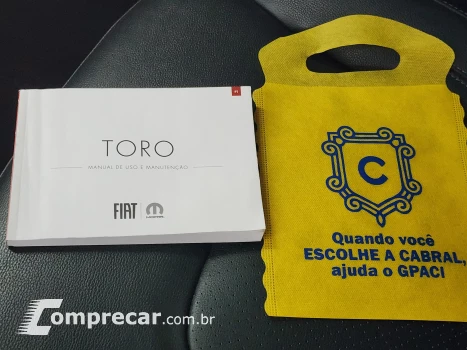 TORO
MANUAL DE USO E MANUTENÇÃO
FIAT
C
Quando você
ESCOLHE A CABRAL,
ajuda o GPACI
Comprecar.com.br